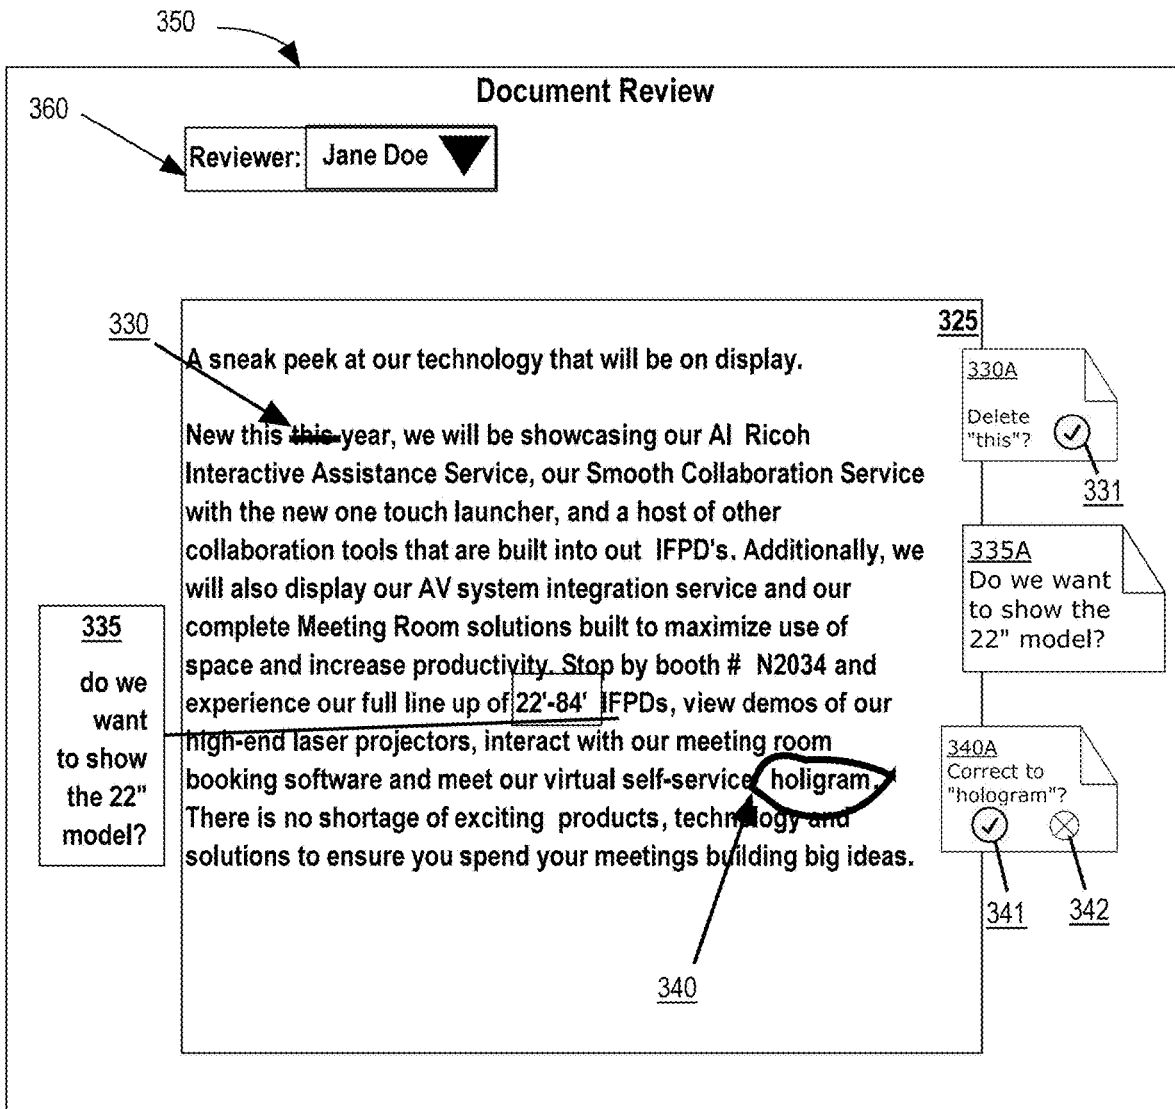 350
Document Review
360
Reviewer: Jane Doe
330
325
A sneak peek at our technology that will be on display.
New this this year, we will be showcasing our AI Ricoh
Interactive Assistance Service, our Smooth Collaboration Service
with the new one touch launcher, and a host of other
collaboration tools that are built into out IFPD's. Additionally, we
will also display our AV system integration service and our
complete Meeting Room solutions built to maximize use of
space and increase productivity. Stop by booth # N2034 and
experience our full line up of 22'-84' IFPDs, view demos of our
high-end laser projectors, interact with our meeting room
booking software and meet our virtual self-service holigram.
There is no shortage of exciting products, technology and
solutions to ensure you spend your meetings building big ideas.
335
do we
want
to show
the 22"
model?
330A
Delete
"this"?
331
335A
Do we want
to show the
22" model?
340A
Correct to
"hologram"?
341
342
340